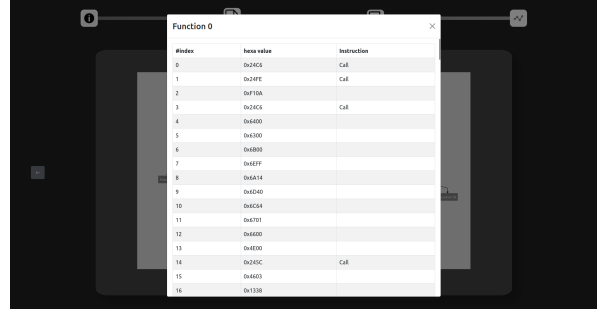 Function 0
#index hexa value Instruction
0 0x24C6 Call
1 0x24FE Call
2 0xF10A
3 0x24C6 Call
4 0x6400
5 0x6300
6 0x6B00
7 0x6EFF
8 0x6A14
9 0x6D40
10 0x6C64
11 0x6701
12 0x6600
13 0x4E00
14 0x245C Call
15 0x4603
16 0x1338